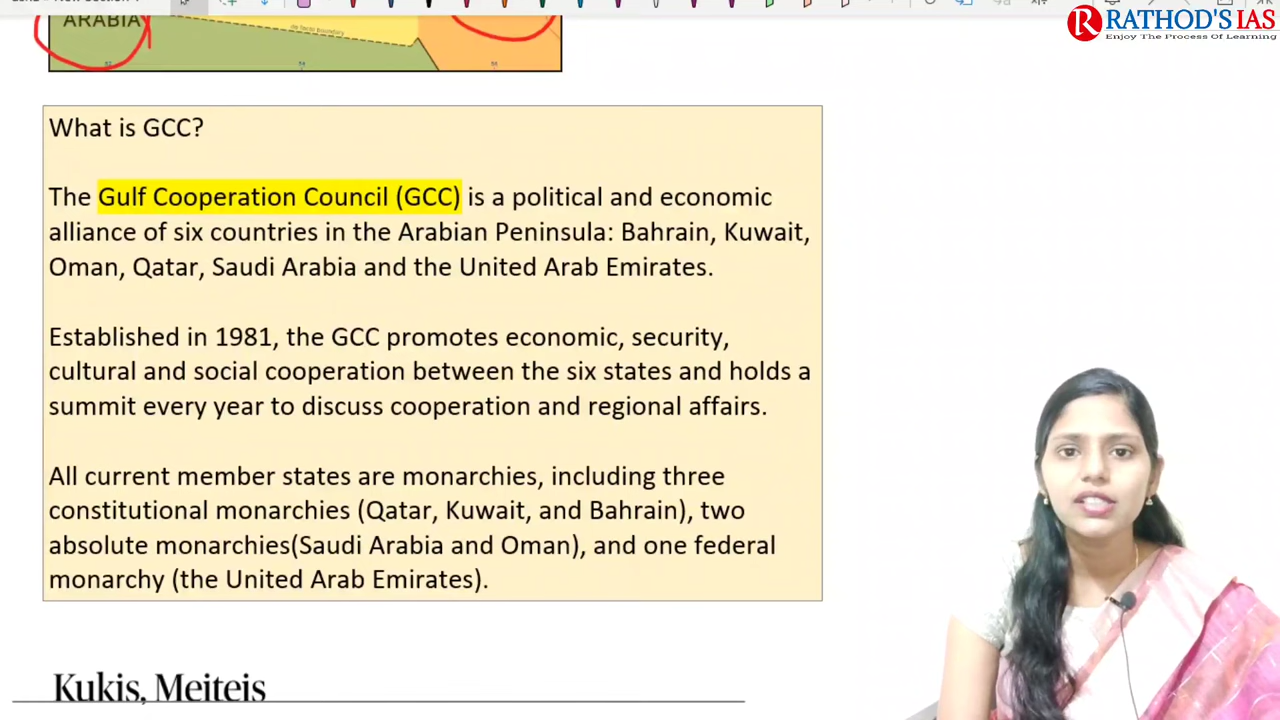 RATHOD'S IAS
Enjoy The Process Of Learning
ARABIA
What is GCC?
The Gulf Cooperation Council (GCC) is a political and economic
alliance of six countries in the Arabian Peninsula: Bahrain, Kuwait,
Oman, Qatar, Saudi Arabia and the United Arab Emirates.
Established in 1981, the GCC promotes economic, security,
cultural and social cooperation between the six states and holds a
summit every year to discuss cooperation and regional affairs.
All current member states are monarchies, including three
constitutional monarchies (Qatar, Kuwait, and Bahrain), two
absolute monarchies(Saudi Arabia and Oman), and one federal
monarchy (the United Arab Emirates).
Kukis, Meiteis